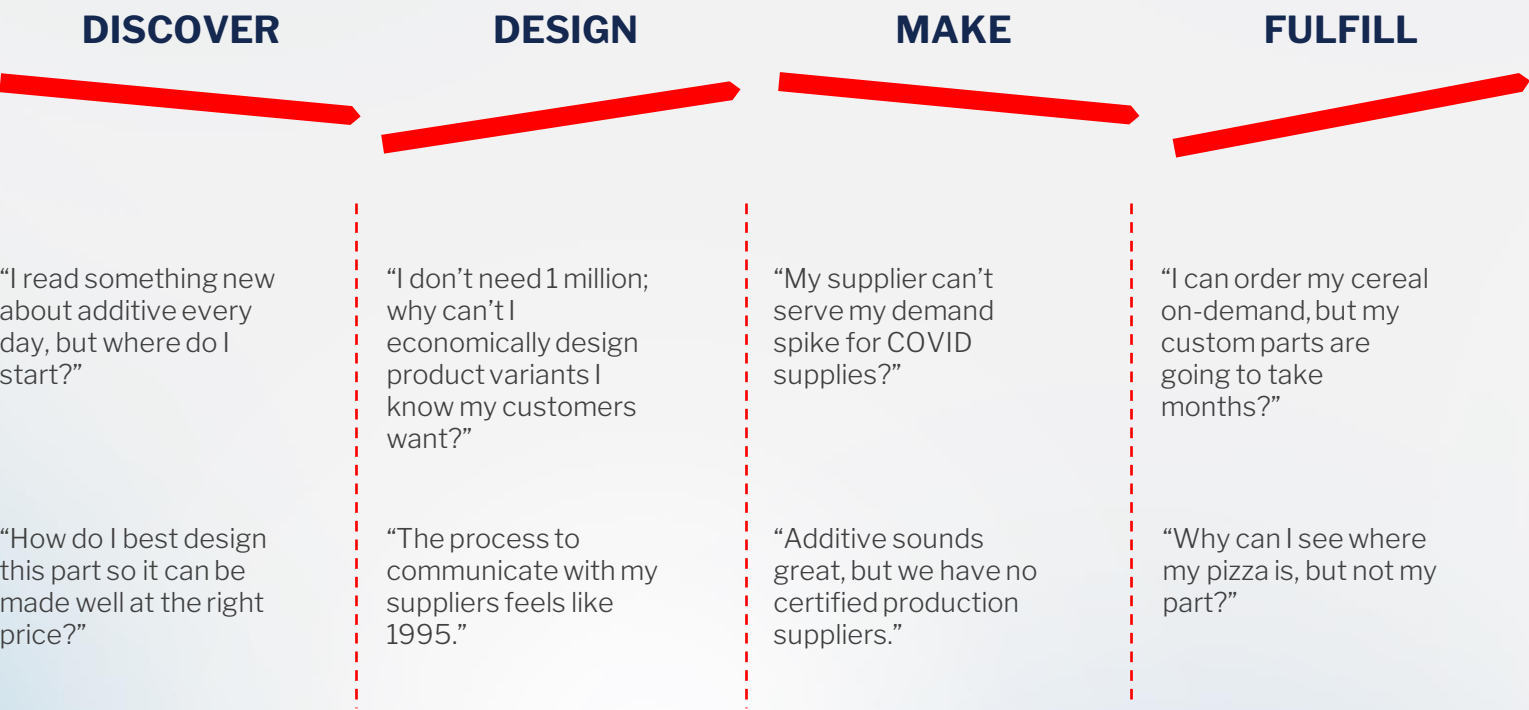 DISCOVER
DESIGN
MAKE
FULFILL
“I read something new
about additive every
day, but where do I
start?”
“How do I best design
this part so it can be
made well at the right
price?”
“I don’t need 1 million;
why can’t I
economically design
product variants I
know my customers
want?”
“The process to
communicate with my
suppliers feels like
1995.”
“My supplier can’t
serve my demand
spike for COVID
supplies?”
“Additive sounds
great, but we have no
certified production
suppliers.”
“I can order my cereal
on-demand, but my
custom parts are
going to take
months?”
“Why can I see where
my pizza is, but not my
part?”